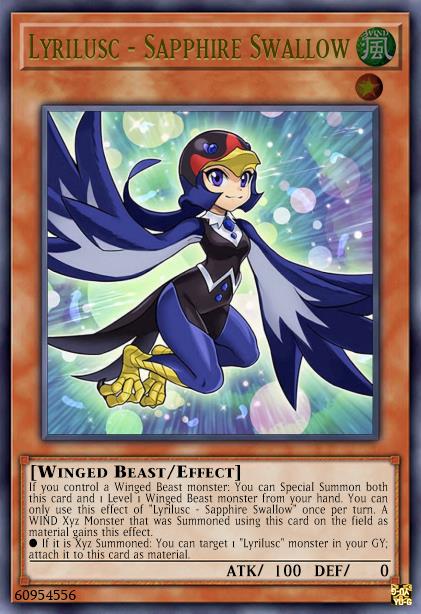 LYRILUSC - SAPPHIRE SWALLOW
WIND
風
[WINGED BEAST/EFFECT]
If you control a Winged Beast monster: You can Special Summon both
this card and 1 Level 1 Winged Beast monster from your hand. You can
only use this effect of "Lyrilusc - Sapphire Swallow" once per turn. A
WIND Xyz Monster that was Summoned using this card on the field as
material gains this effect.
● If it is Xyz Summoned: You can target 1 "Lyrilusc" monster in your GY;
attach it to this card as material.
ATK/ 100 DEF/ 0
60954556